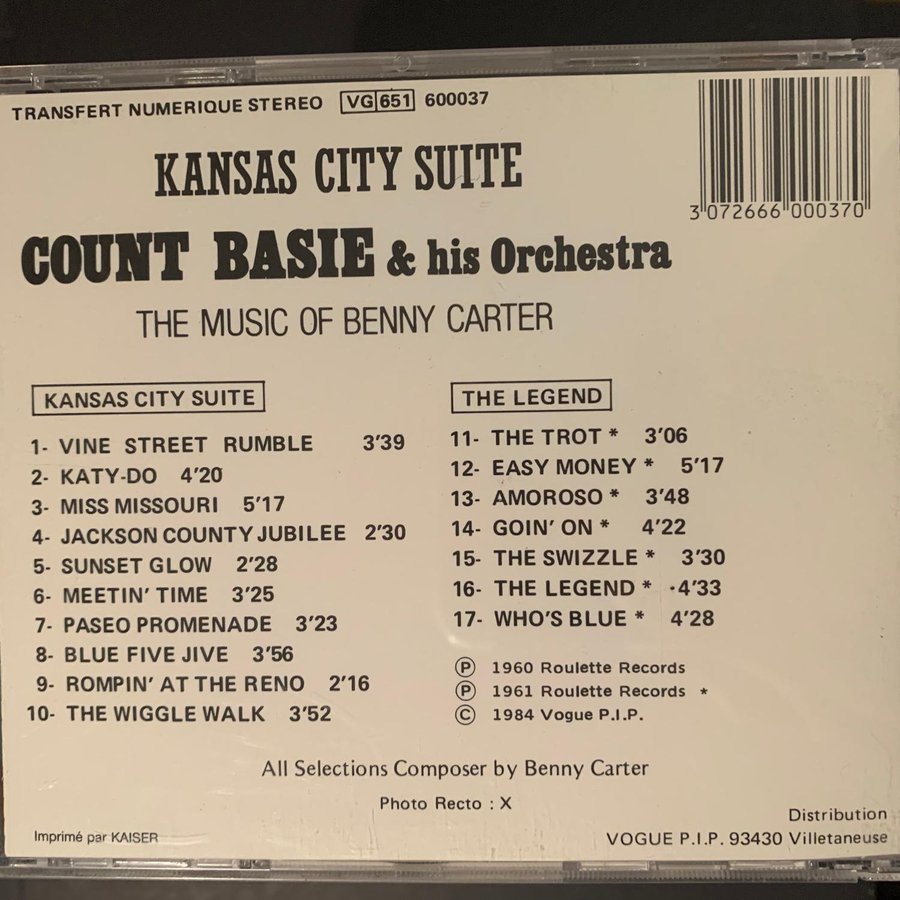 TRANSFERT NUMERIQUE STEREO VG 651 600037
KANSAS CITY SUITE
COUNT BASIE & his Orchestra
THE MUSIC OF BENNY CARTER
3 072666 000370
KANSAS CITY SUITE
1- VINE STREET RUMBLE 3'39
2- KATY-DO 4'20
3- MISS MISSOURI 5'17
4- JACKSON COUNTY JUBILEE 2'30
5- SUNSET GLOW 2'28
6- MEETIN' TIME 3'25
7- PASEO PROMENADE 3'23
8- BLUE FIVE JIVE 3'56
9- ROMPIN' AT THE RENO 2'16
10- THE WIGGLE WALK 3'52
THE LEGEND
11- THE TROT * 3'06
12- EASY MONEY * 5'17
13- AMOROSO * 3'48
14- GOIN' ON * 4'22
15- THE SWIZZLE * 3'30
16- THE LEGEND * ·4'33
17- WHO'S BLUE * 4'28
Ⓟ 1960 Roulette Records
Ⓟ 1961 Roulette Records *
© 1984 Vogue P.I.P.
All Selections Composer by Benny Carter
Photo Recto : X
Imprimé par KAISER
Distribution
VOGUE P.I.P. 93430 Villetaneuse